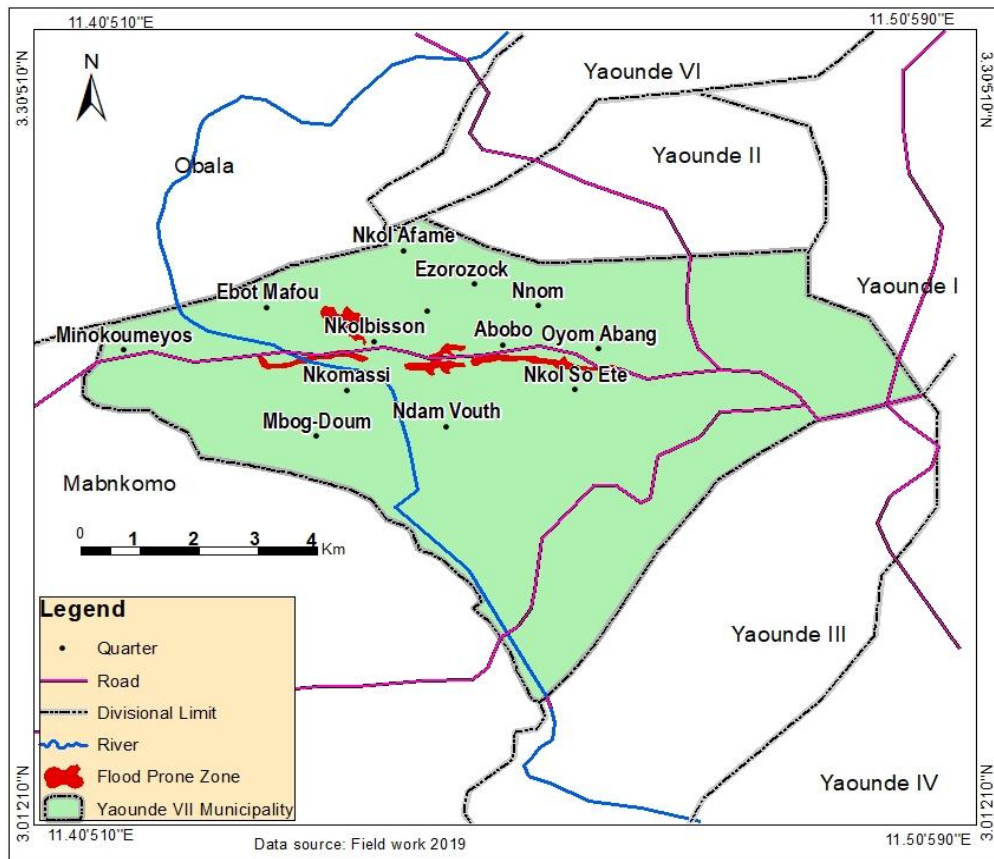 11.40'510"E
11.50'590"E
3.30'510"N
3.30'510"N
N
Yaounde VI
Yaounde II
Obala
Nkol Afame
Ezorozock
Yaounde I
Ebot Mafou
Nnom
Nkolbisson
Abobo
Oyom Abang
Minokoumeyos
Nkomassi
Nkol So Ete
Ndam Vouth
Mbog-Doum
Mabnkomo
0 1 2 3 4 Km
Legend
Quarter
Road
Divisional Limit
River
Flood Prone Zone
Yaounde VII Municipality
Yaounde III
Yaounde IV
3.01'210"N
3.01'210"N
11.40'510"E
11.50'590"E
Data source: Field work 2019